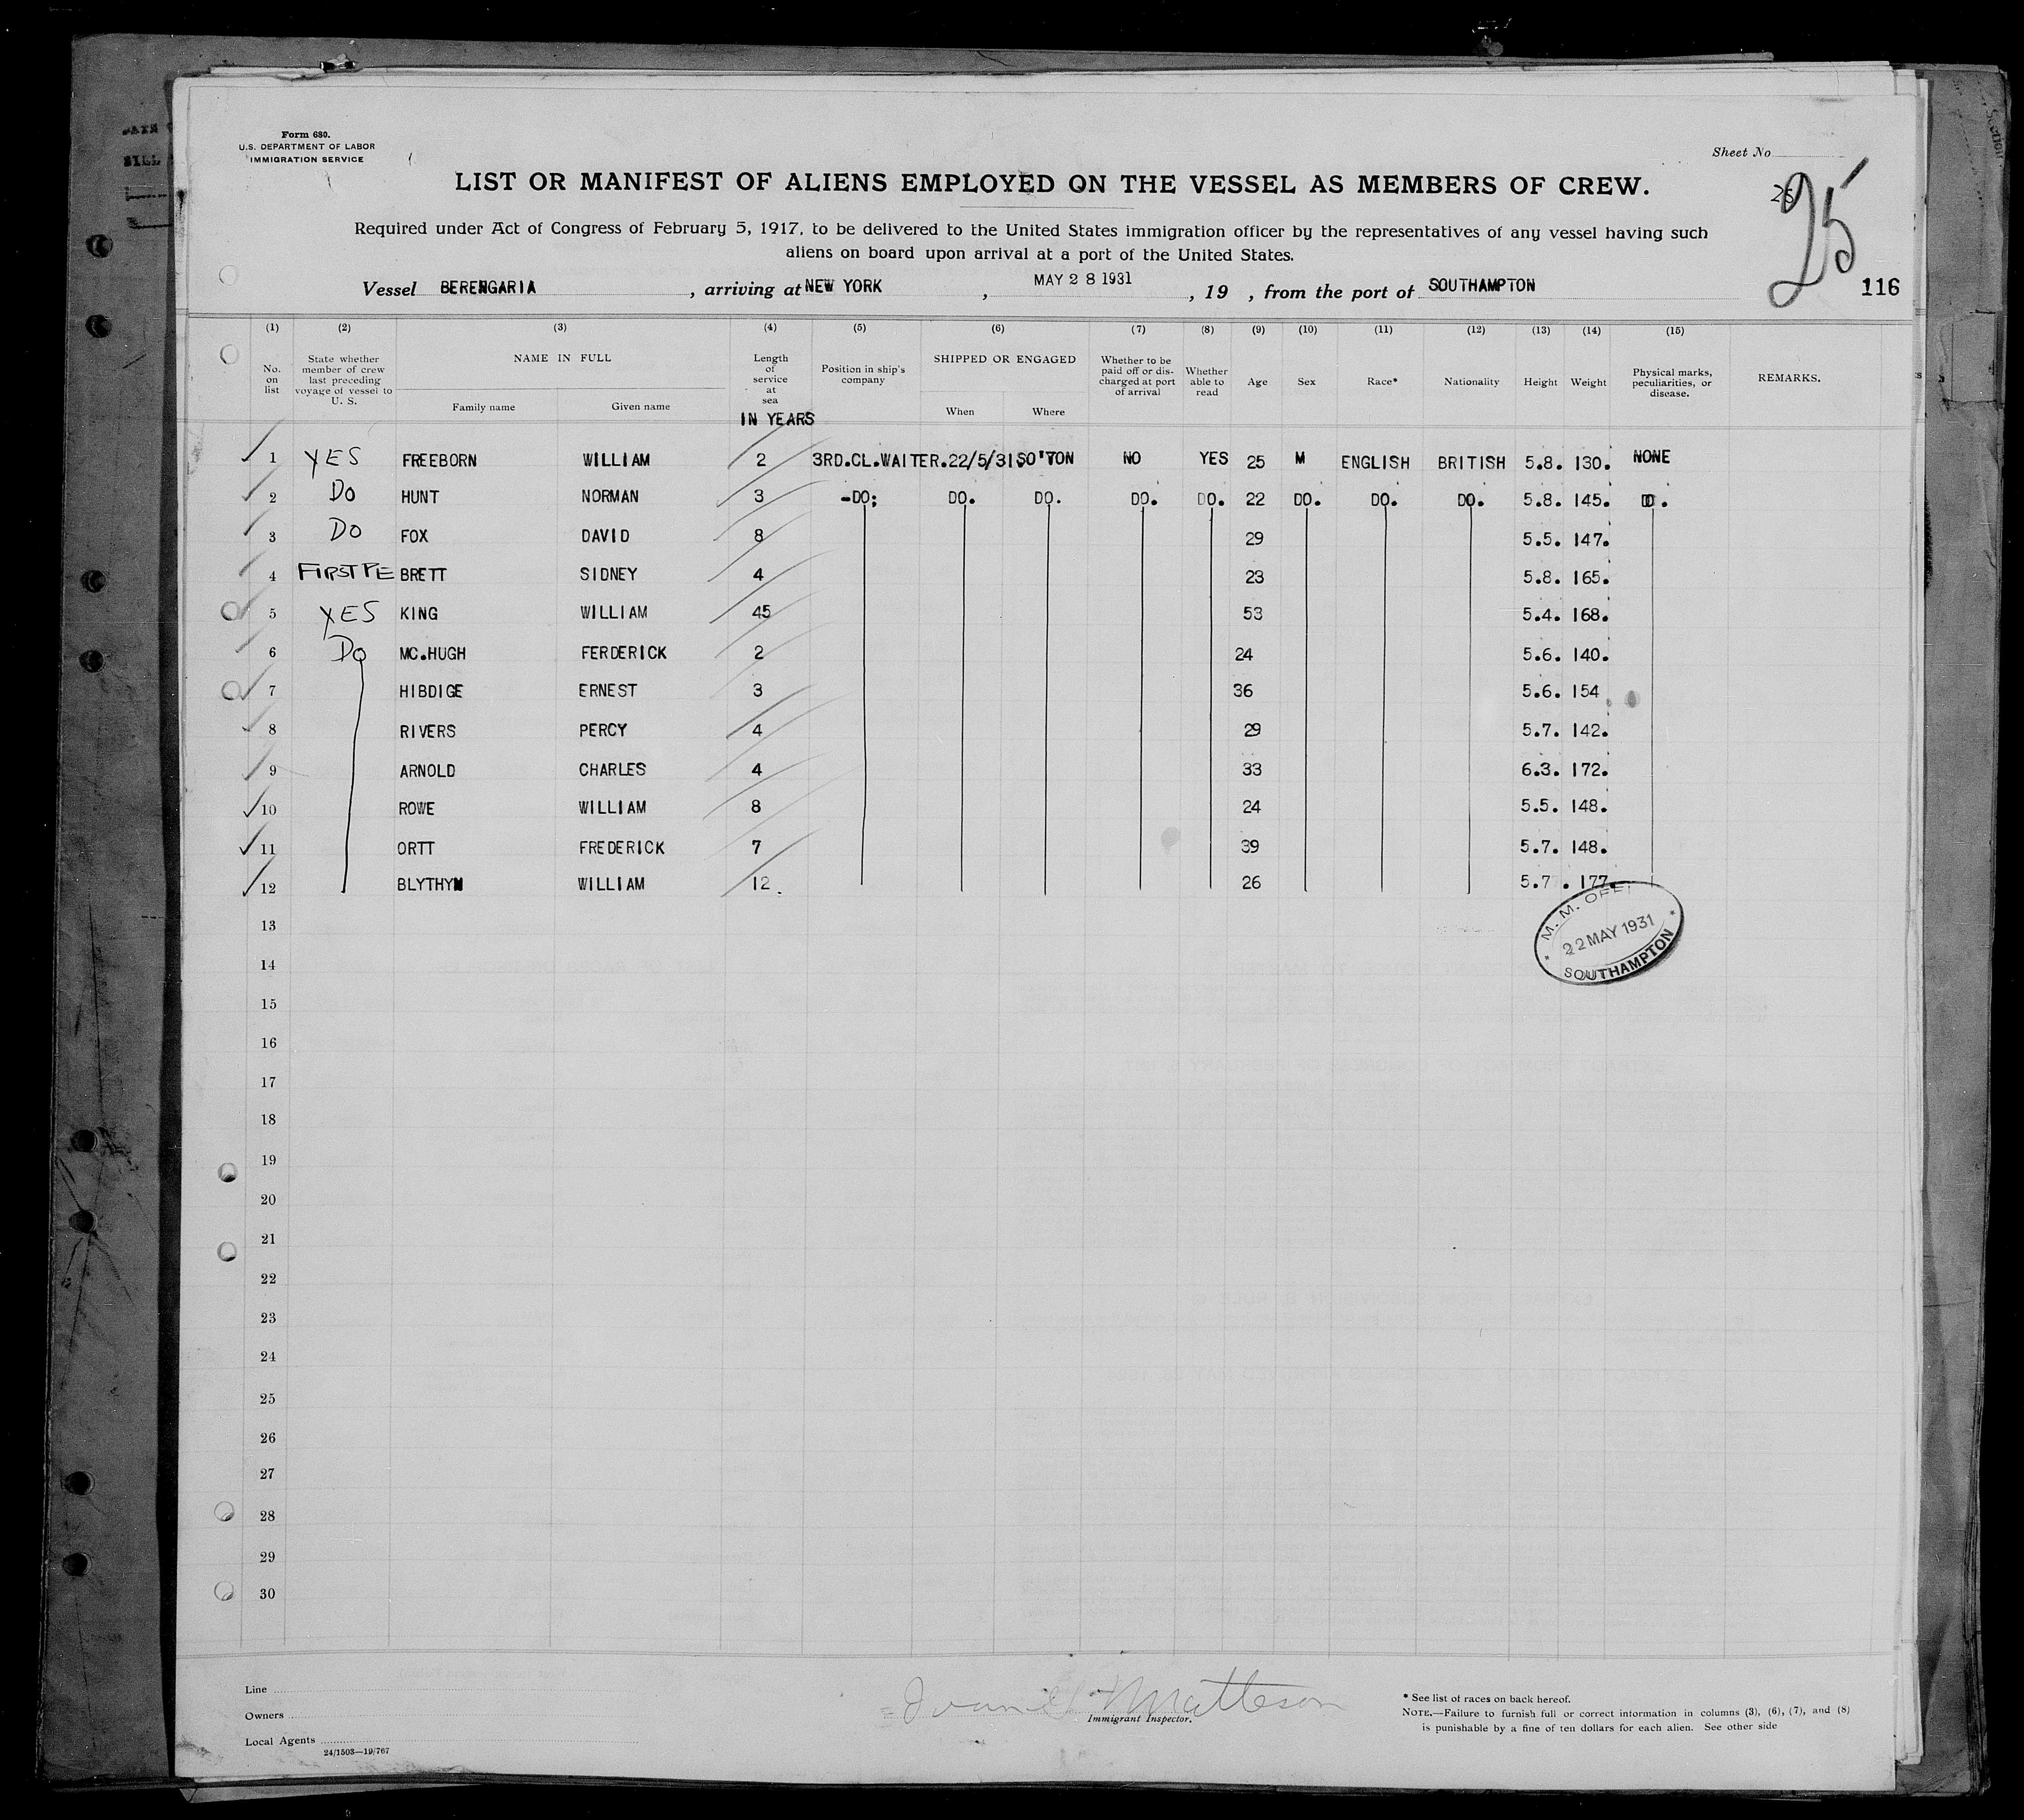 Form 680.
U.S. DEPARTMENT OF LABOR
IMMIGRATION SERVICE
Sheet No
LIST OR MANIFEST OF ALIENS EMPLOYED ON THE VESSEL AS MEMBERS OF CREW.
25
25
Required under Act of Congress of February 5, 1917, to be delivered to the United States immigration officer by the representatives of any vessel having such
aliens on board upon arrival at a port of the United States.
Vessel BERENGARIA , arriving at NEW YORK , MAY 28 1931 , 19 , from the port of SOUTHAMPTON
116
(1) (2) (3) (4) (5) (6) (7) (8) (9) (10) (11) (12) (13) (14) (15)
No. on list
State whether member of crew last preceding voyage of vessel to U. S.
NAME IN FULL
Family name Given name
Length of service at sea
IN YEARS
Position in ship's company
SHIPPED OR ENGAGED
When Where
Whether to be paid off or dis-charged at port of arrival
Whether able to read
Age
Sex
Race*
Nationality
Height
Weight
Physical marks, peculiarities, or disease.
REMARKS.
1 YES FREEBORN WILLIAM 2 3RD.CL.WAITER. 22/5/31 SO'TON NO YES 25 M ENGLISH BRITISH 5.8. 130. NONE
2 DO HUNT NORMAN 3 -DO; DO. DO. DO. DO. 22 DO. DO. DO. 5.8. 145. DO.
3 DO FOX DAVID 8 29 5.5. 147.
4 FIRST PE BRETT SIDNEY 4 23 5.8. 165.
5 YES KING WILLIAM 45 53 5.4. 168.
6 DO MC.HUGH FERDERICK 2 24 5.6. 140.
7 HIBDIGE ERNEST 3 36 5.6. 154
8 RIVERS PERCY 4 29 5.7. 142.
9 ARNOLD CHARLES 4 33 6.3. 172.
10 ROWE WILLIAM 8 24 5.5. 148.
11 ORTT FREDERICK 7 39 5.7. 148.
12 BLYTHYN WILLIAM 12. 26 5.7. 177.
M. M. OFF.
22 MAY 1931
SOUTHAMPTON
13
14
15
16
17
18
19
20
21
22
23
24
25
26
27
28
29
30
Line
Owners
Local Agents
24/1503—19/767
Matteson
Immigrant Inspector.
* See list of races on back hereof.
NOTE.—Failure to furnish full or correct information in columns (3), (6), (7), and (8)
is punishable by a fine of ten dollars for each alien. See other side